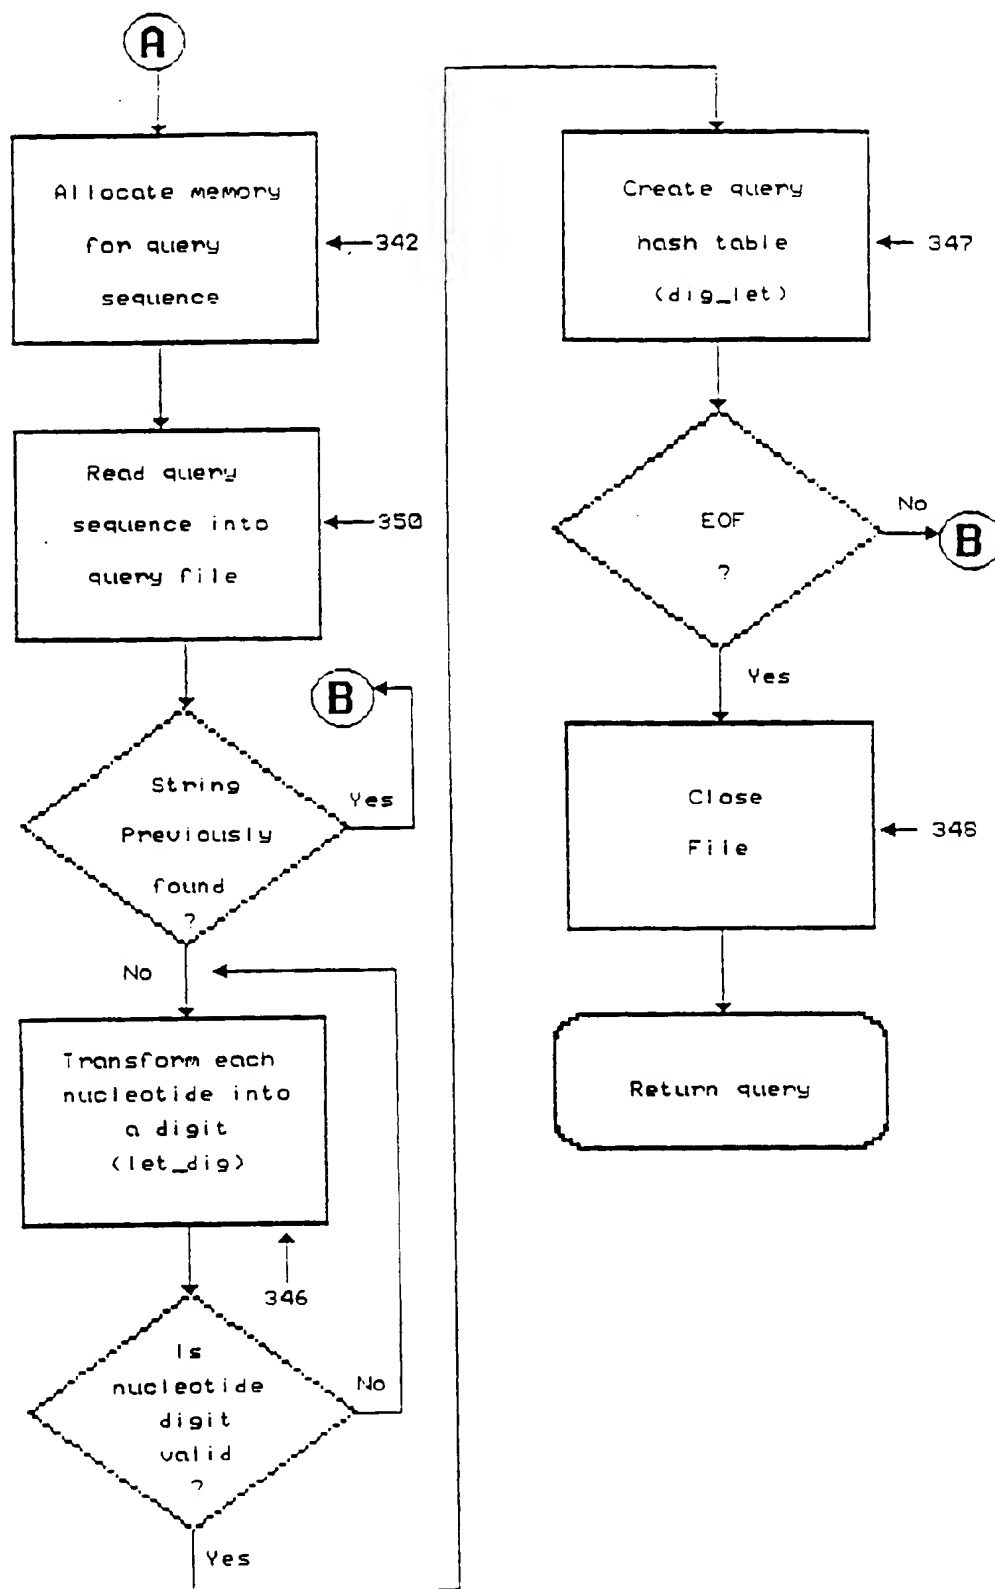 A
Allocate memory
for query
sequence
342
Read query
sequence into
query file
350
B
String
Previously
found
?
Yes
No
Transform each
nucleotide into
a digit
(let_dig)
346
Is
nucleotide
digit
valid
?
No
Yes
Create query
hash table
(dig_let)
347
EOF
?
No
B
Yes
Close
File
348
Return query